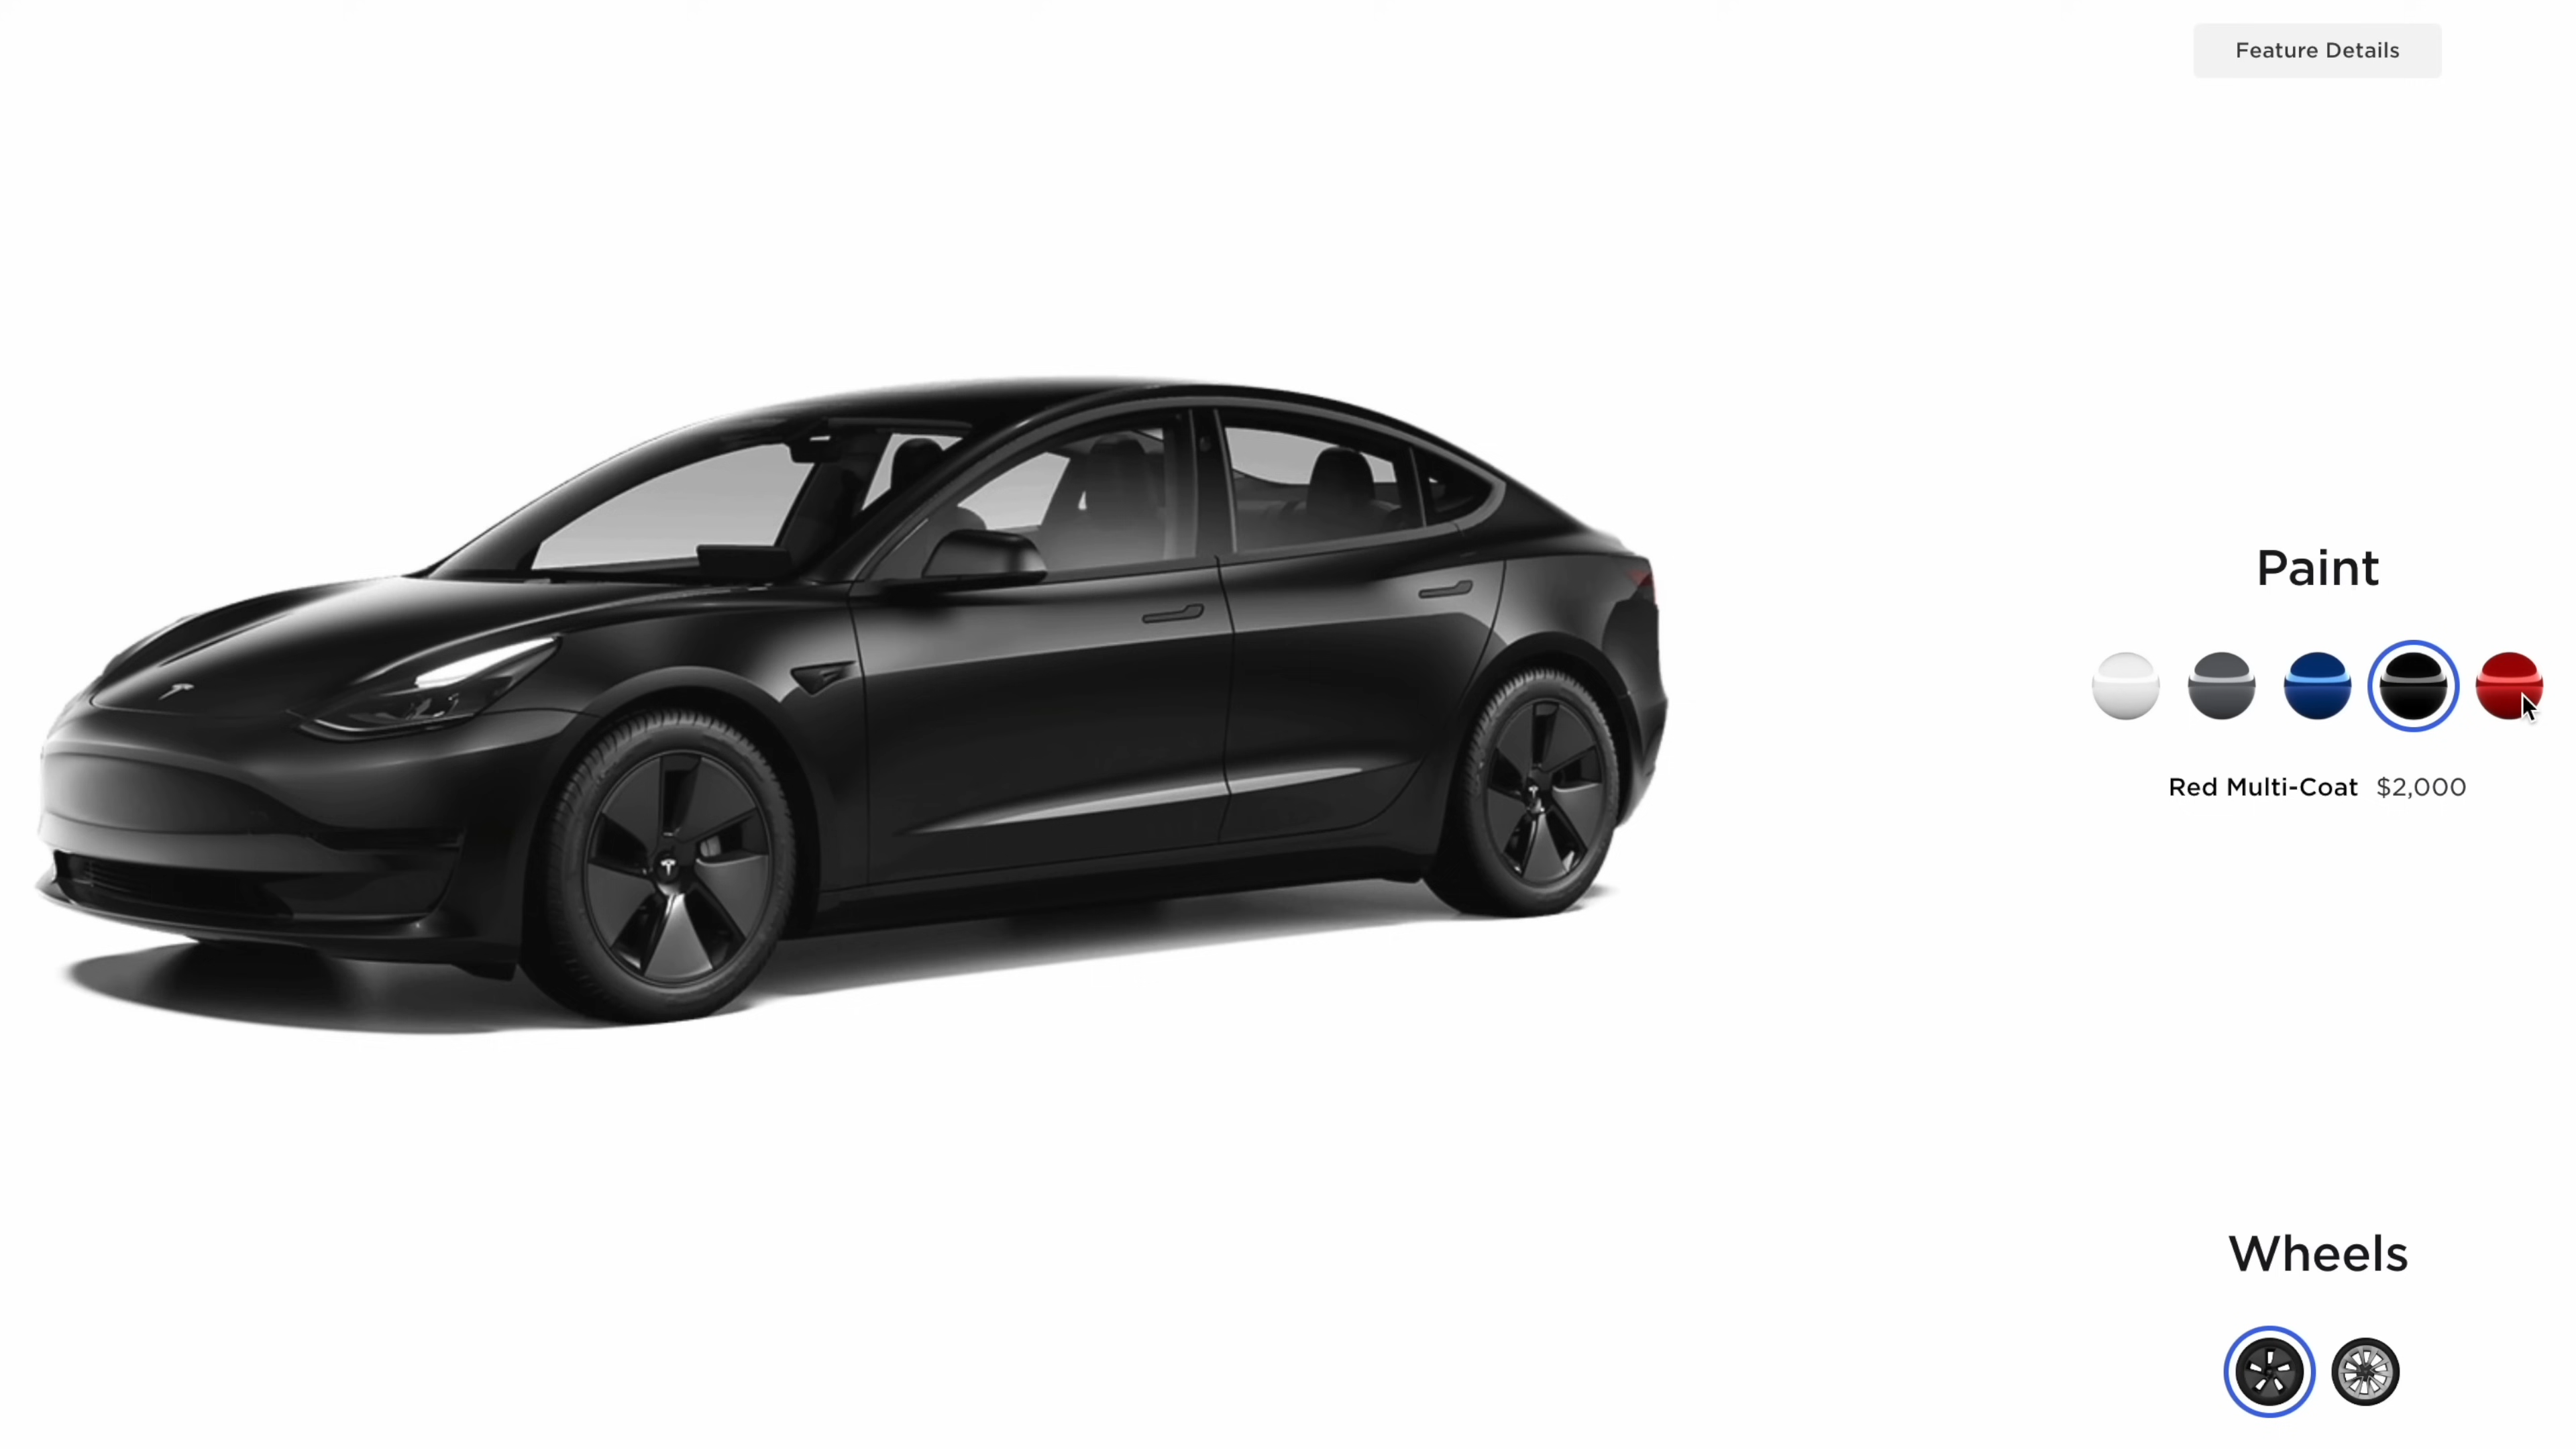 Feature Details
Paint
Red Multi-Coat $2,000
Wheels